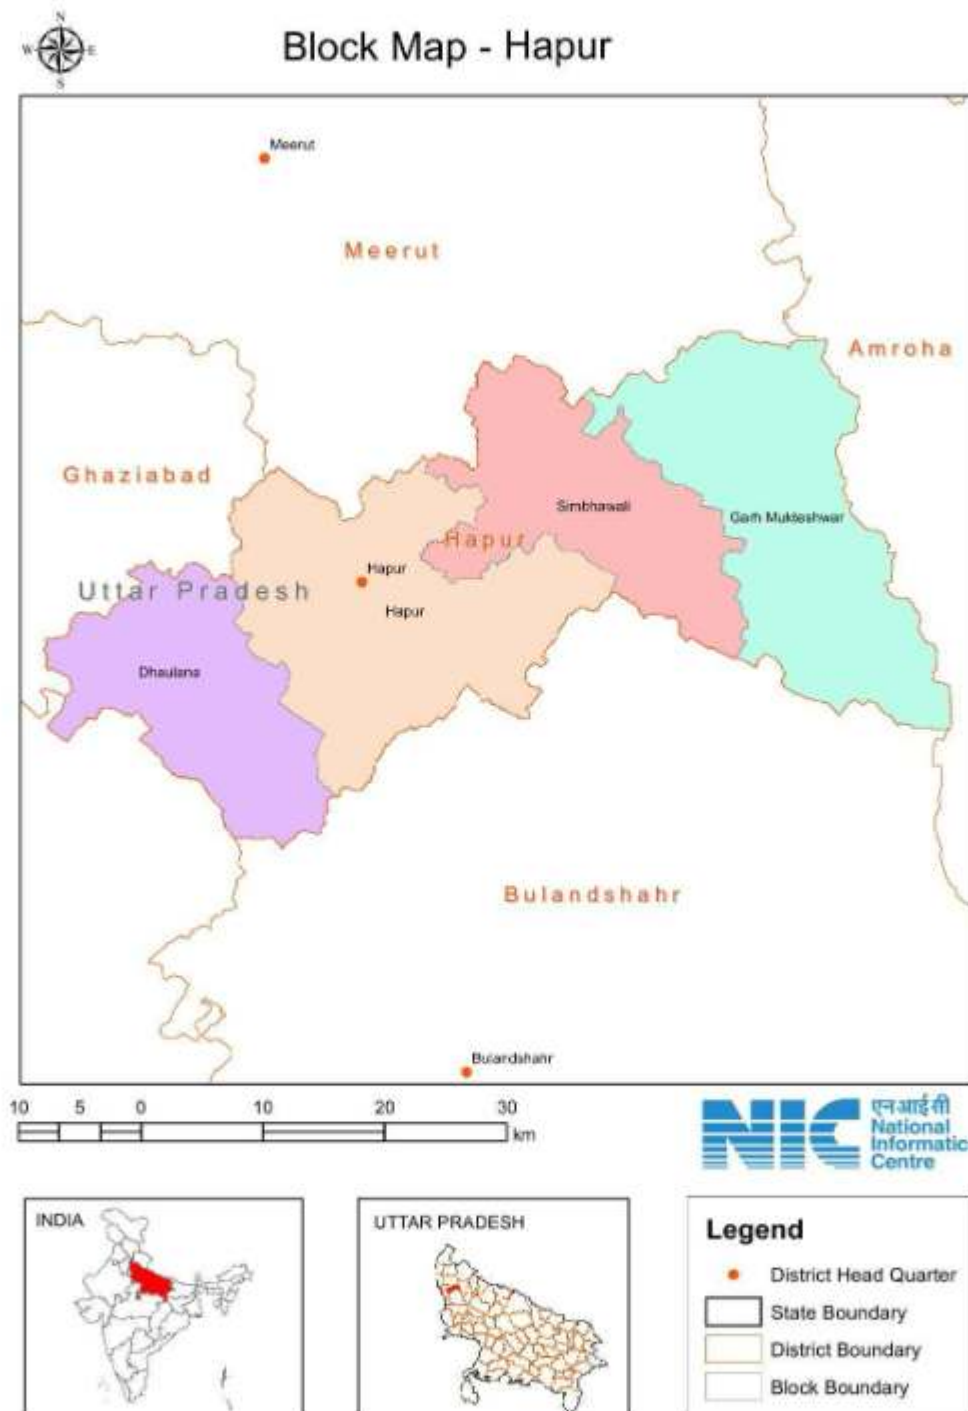 N
W E
S
Block Map - Hapur
Meerut
Meerut
Amroha
Ghaziabad
Simbhawali
Garh Mukteshwar
Hapur
Hapur
Uttar Pradesh
Hapur
Dhaulana
Bulandshahr
Bulandshahr
10 5 0 10 20 30
km
NIC
एनआईसी
National
Informatic
Centre
INDIA
UTTAR PRADESH
Legend
District Head Quarter
State Boundary
District Boundary
Block Boundary